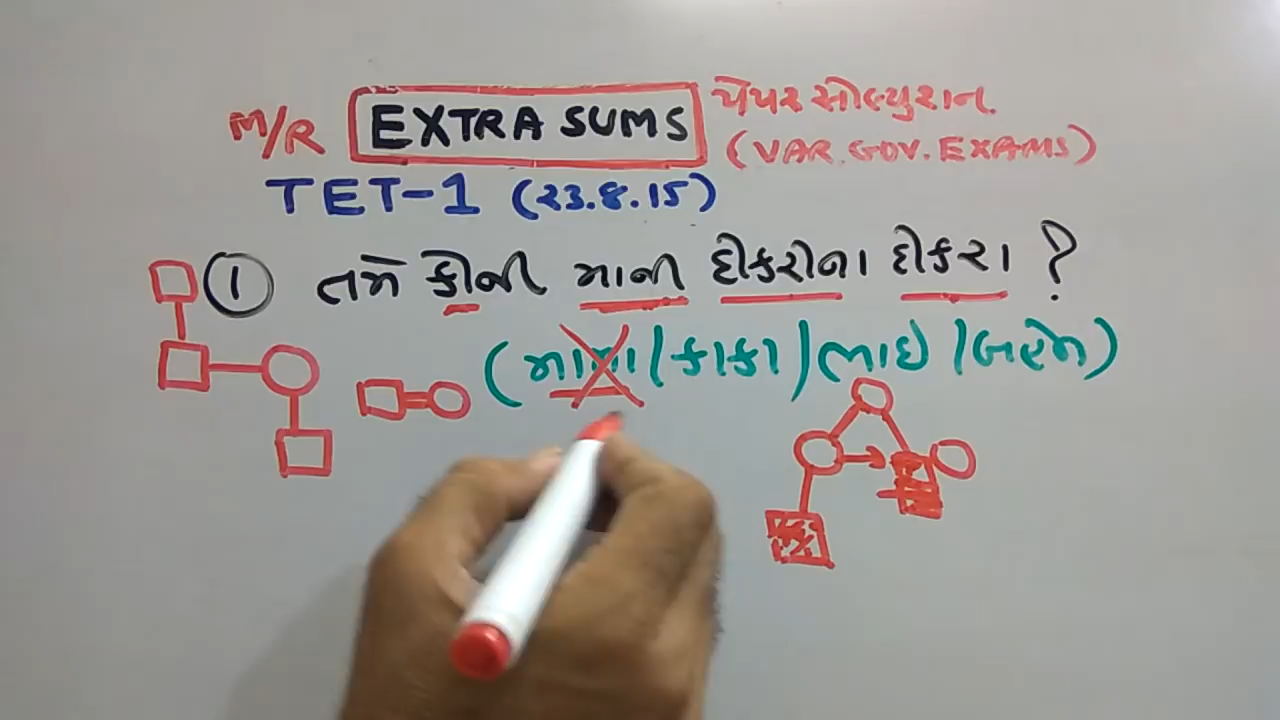 M/R EXTRA SUMS પેપર સોલ્યુશન
(VAR. GOV. EXAMS)
TET-1 (23.8.15)
① તમે કોની માની દીકરીના દીકરા ?
(મામા/કાકા/ભાઇ/બહેન)